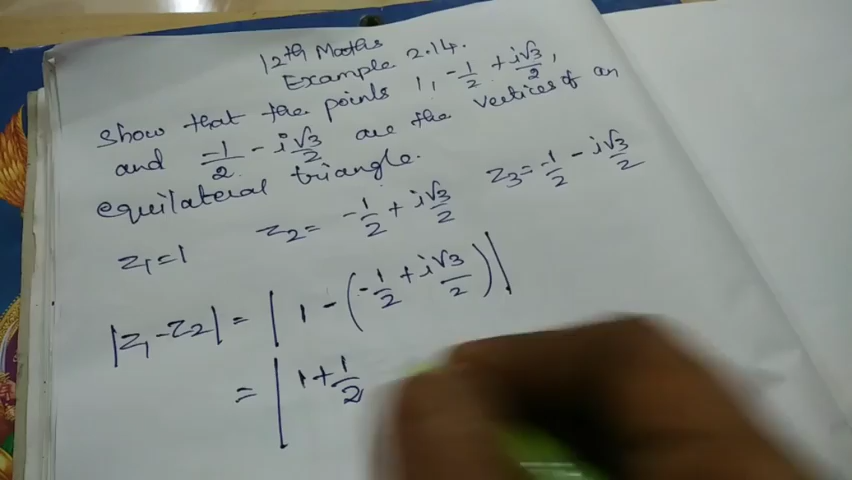 12th Maths
Example 2.14.
show that the points 1, -1/2 + i√3/2,
and -1/2 - i√3/2 are the vertices of an
equilateral triangle.
z₁=1 z₂= -1/2 + i√3/2 z₃= -1/2 - i√3/2
|z₁-z₂| = | 1 - (-1/2 + i√3/2) |
= | 1+1/2